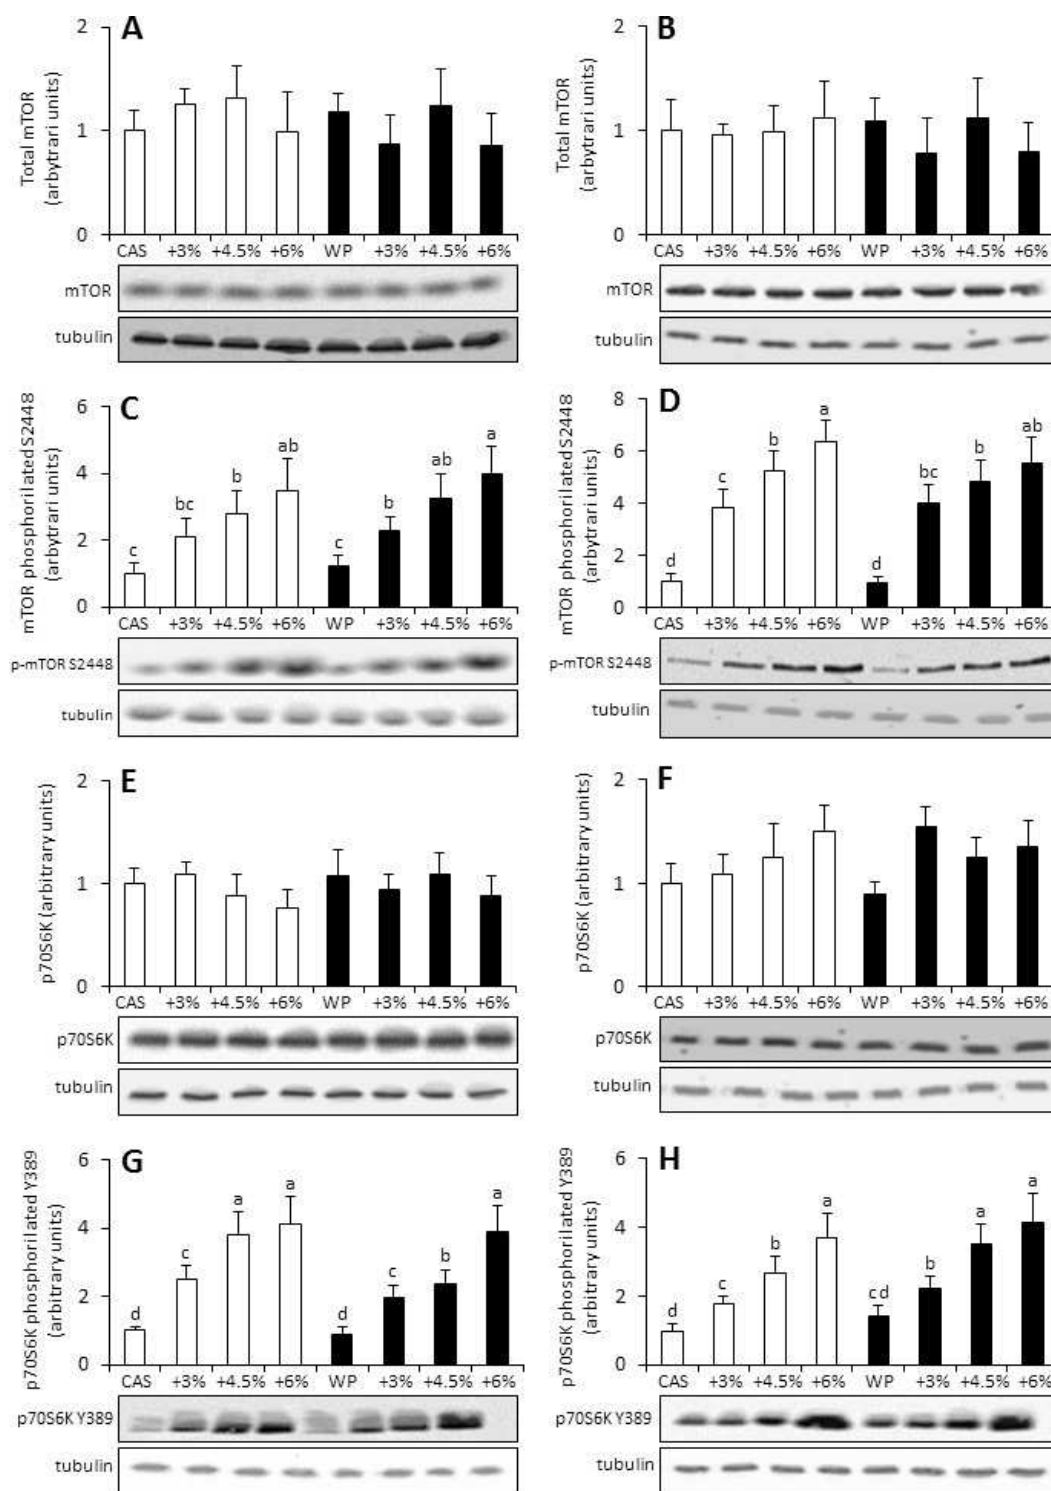 A
2
1
0
Total mTOR
(arbytrari units)
CAS +3% +4.5% +6% WP +3% +4.5% +6%
mTOR
tubulin
B
2
1
0
Total mTOR
(arbytrari units)
CAS +3% +4.5% +6% WP +3% +4.5% +6%
mTOR
tubulin
C
6
4
2
0
mTOR phosphorilated S2448
(arbytrari units)
c bc b ab c b ab a
CAS +3% +4.5% +6% WP +3% +4.5% +6%
p-mTOR S2448
tubulin
D
8
6
4
2
0
mTOR phosphorilated S2448
(arbytrari units)
d c b a d bc b ab
CAS +3% +4.5% +6% WP +3% +4.5% +6%
p-mTOR S2448
tubulin
E
2
1
0
p70S6K (arbitrary units)
CAS +3% +4.5% +6% WP +3% +4.5% +6%
p70S6K
tubulin
F
2
1
0
p70S6K (arbitrary units)
CAS +3% +4.5% +6% WP +3% +4.5% +6%
p70S6K
tubulin
G
6
4
2
0
p70S6K phosphorilated Y389
(arbitrary units)
d c a a d c b a
CAS +3% +4.5% +6% WP +3% +4.5% +6%
p70S6K Y389
tubulin
H
6
4
2
0
p70S6K phosphorilated Y389
(arbitrary units)
d c b a cd b a a
CAS +3% +4.5% +6% WP +3% +4.5% +6%
p70S6K Y389
tubulin